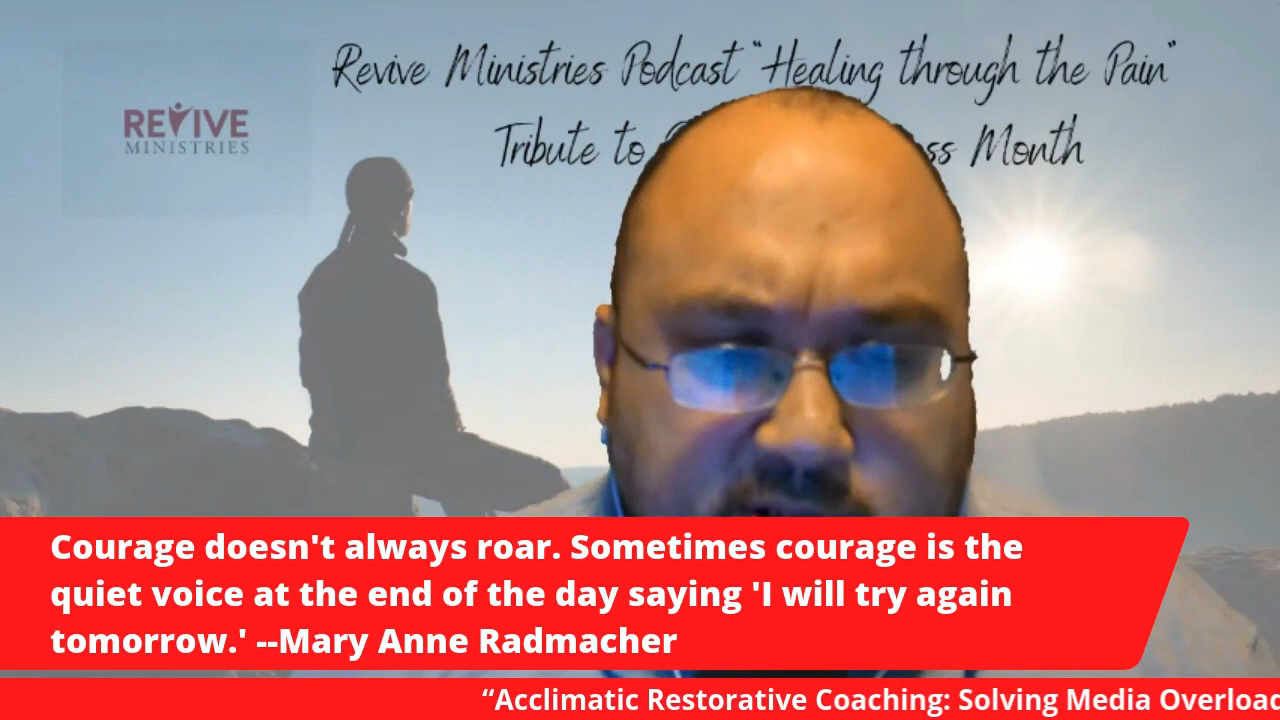 Revive Ministries Podcast "Healing through the Pain"
REVIVE
MINISTRIES
Tribute to Month
Courage doesn't always roar. Sometimes courage is the
quiet voice at the end of the day saying 'I will try again
tomorrow.' --Mary Anne Radmacher
“Acclimatic Restorative Coaching: Solving Media Overload